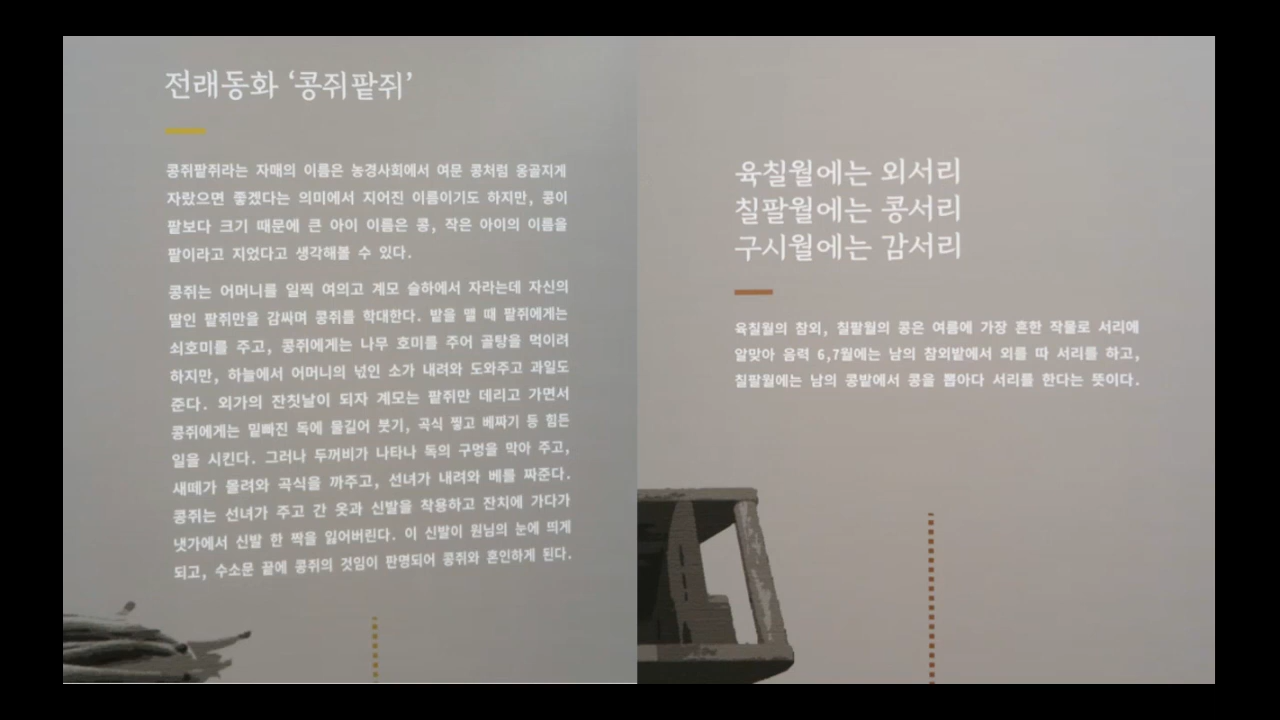 전래동화 ‘콩쥐팥쥐’
콩쥐팥쥐라는 자매의 이름은 농경사회에서 여문 콩처럼 옹골지게
자랐으면 좋겠다는 의미에서 지어진 이름이기도 하지만, 콩이
팥보다 크기 때문에 큰 아이 이름은 콩, 작은 아이의 이름을
팥이라고 지었다고 생각해볼 수 있다.
콩쥐는 어머니를 일찍 여의고 계모 슬하에서 자라는데 자신의
딸인 팥쥐만을 감싸며 콩쥐를 학대한다. 밭을 맬 때 팥쥐에게는
쇠호미를 주고, 콩쥐에게는 나무 호미를 주어 골탕을 먹이려
하지만, 하늘에서 어머니의 넋인 소가 내려와 도와주고 과일도
준다. 외가의 잔칫날이 되자 계모는 팥쥐만 데리고 가면서
콩쥐에게는 밑빠진 독에 물길어 붓기, 곡식 찧고 베짜기 등 힘든
일을 시킨다. 그러나 두꺼비가 나타나 독의 구멍을 막아 주고,
새떼가 몰려와 곡식을 까주고, 선녀가 내려와 베를 짜준다.
콩쥐는 선녀가 주고 간 옷과 신발을 착용하고 잔치에 가다가
냇가에서 신발 한 짝을 잃어버린다. 이 신발이 원님의 눈에 띄게
되고, 수소문 끝에 콩쥐의 것임이 판명되어 콩쥐와 혼인하게 된다.
육칠월에는 외서리
칠팔월에는 콩서리
구시월에는 감서리
육칠월의 참외, 칠팔월의 콩은 여름에 가장 흔한 작물로 서리에
알맞아 음력 6,7월에는 남의 참외밭에서 외를 따 서리를 하고,
칠팔월에는 남의 콩밭에서 콩을 뽑아다 서리를 한다는 뜻이다.